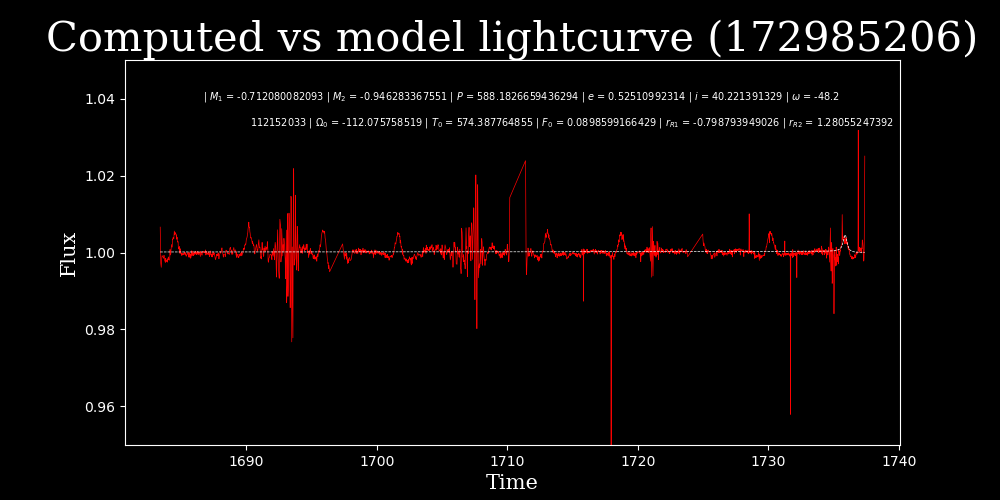 Computed vs model lightcurve (172985206)
| M₁ = -0.712080082093 | M₂ = -0.946283367551 | P = 588.1826659436294 | e = 0.52510992314 | i = 40.221391329 | ω = -48.2
112152033 | Ω₀ = -112.075758519 | T₀ = 574.387764855 | F₀ = 0.0898599166429 | r_R1 = -0.798793949026 | r_R2 = 1.28055247392
Flux
1.04
1.02
1.00
0.98
0.96
1690 1700 1710 1720 1730 1740
Time